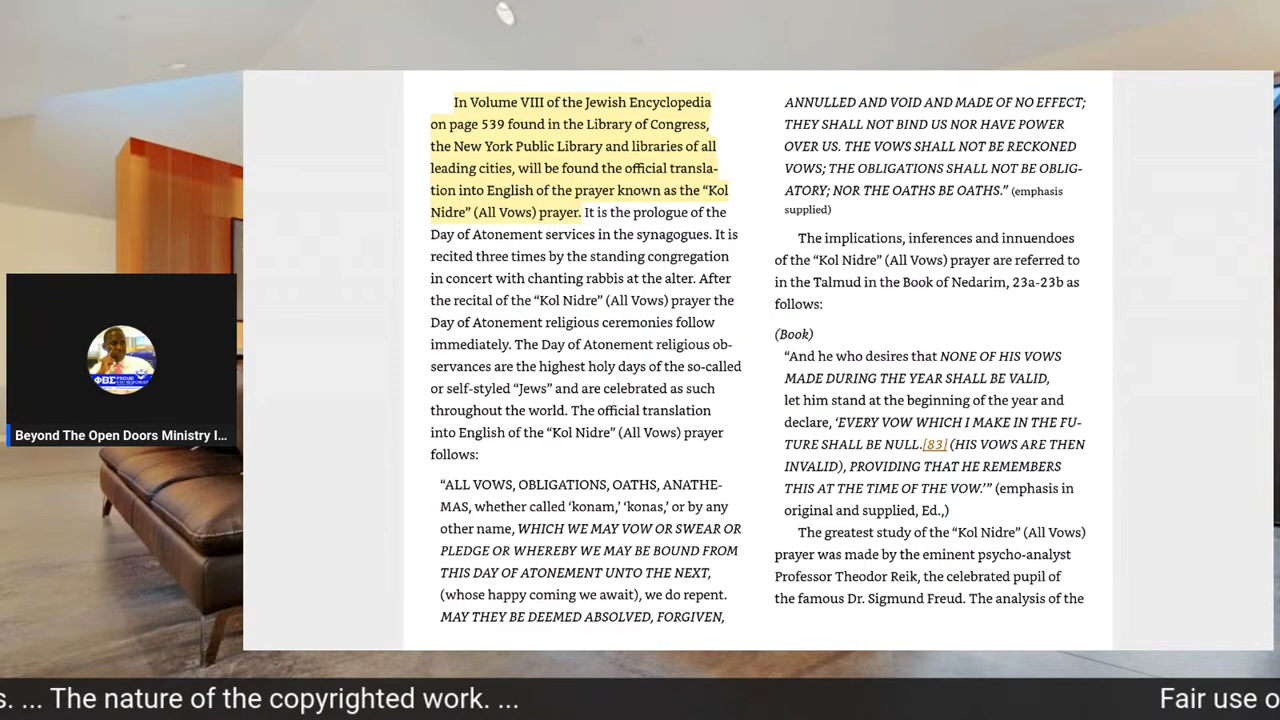 In Volume VIII of the Jewish Encyclopedia
on page 539 found in the Library of Congress,
the New York Public Library and libraries of all
leading cities, will be found the official transla-
tion into English of the prayer known as the “Kol
Nidre” (All Vows) prayer. It is the prologue of the
Day of Atonement services in the synagogues. It is
recited three times by the standing congregation
in concert with chanting rabbis at the alter. After
the recital of the “Kol Nidre” (All Vows) prayer the
Day of Atonement religious ceremonies follow
immediately. The Day of Atonement religious ob-
servances are the highest holy days of the so-called
or self-styled “Jews” and are celebrated as such
throughout the world. The official translation
into English of the “Kol Nidre” (All Vows) prayer
follows:
“ALL VOWS, OBLIGATIONS, OATHS, ANATHE-
MAS, whether called ‘konam,’ ‘konas,’ or by any
other name, WHICH WE MAY VOW OR SWEAR OR
PLEDGE OR WHEREBY WE MAY BE BOUND FROM
THIS DAY OF ATONEMENT UNTO THE NEXT,
(whose happy coming we await), we do repent.
MAY THEY BE DEEMED ABSOLVED, FORGIVEN,
ANNULLED AND VOID AND MADE OF NO EFFECT;
THEY SHALL NOT BIND US NOR HAVE POWER
OVER US. THE VOWS SHALL NOT BE RECKONED
VOWS; THE OBLIGATIONS SHALL NOT BE OBLIG-
ATORY; NOR THE OATHS BE OATHS.” (emphasis
supplied)
The implications, inferences and innuendoes
of the “Kol Nidre” (All Vows) prayer are referred to
in the Talmud in the Book of Nedarim, 23a-23b as
follows:
(Book)
“And he who desires that NONE OF HIS VOWS
MADE DURING THE YEAR SHALL BE VALID,
let him stand at the beginning of the year and
declare, ‘EVERY VOW WHICH I MAKE IN THE FU-
TURE SHALL BE NULL.[83] (HIS VOWS ARE THEN
INVALID), PROVIDING THAT HE REMEMBERS
THIS AT THE TIME OF THE VOW.’” (emphasis in
original and supplied, Ed.,)
The greatest study of the “Kol Nidre” (All Vows)
prayer was made by the eminent psycho-analyst
Professor Theodor Reik, the celebrated pupil of
the famous Dr. Sigmund Freud. The analysis of the
ΦΒΣ PROUD
Beyond The Open Doors Ministry I...
s. ... The nature of the copyrighted work. ...
Fair use o